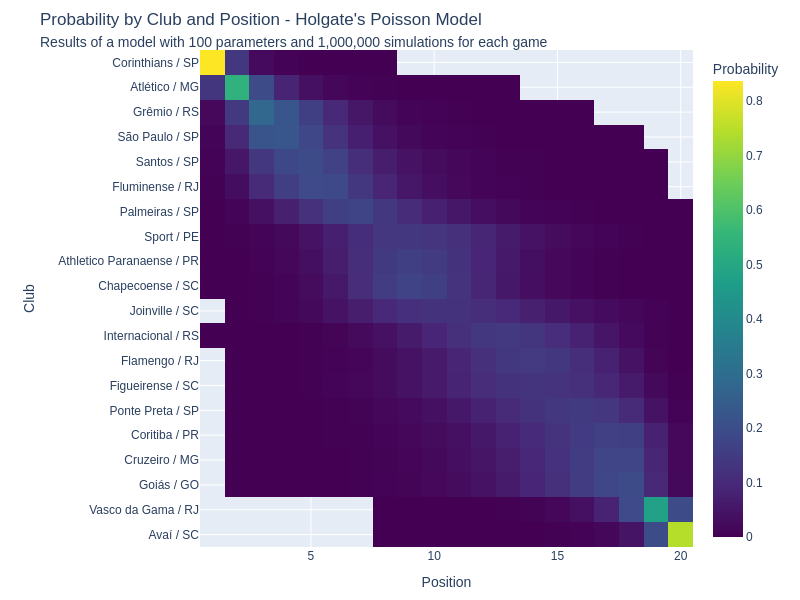 Probability by Club and Position - Holgate's Poisson Model
Results of a model with 100 parameters and 1,000,000 simulations for each game
Probability
Corinthians / SP
Atlético / MG
Grêmio / RS
São Paulo / SP
Santos / SP
Fluminense / RJ
Palmeiras / SP
Sport / PE
Athletico Paranaense / PR
Chapecoense / SC
Joinville / SC
Internacional / RS
Flamengo / RJ
Figueirense / SC
Ponte Preta / SP
Coritiba / PR
Cruzeiro / MG
Goiás / GO
Vasco da Gama / RJ
Avaí / SC
Club
5
10
15
20
Position
0.8
0.7
0.6
0.5
0.4
0.3
0.2
0.1
0